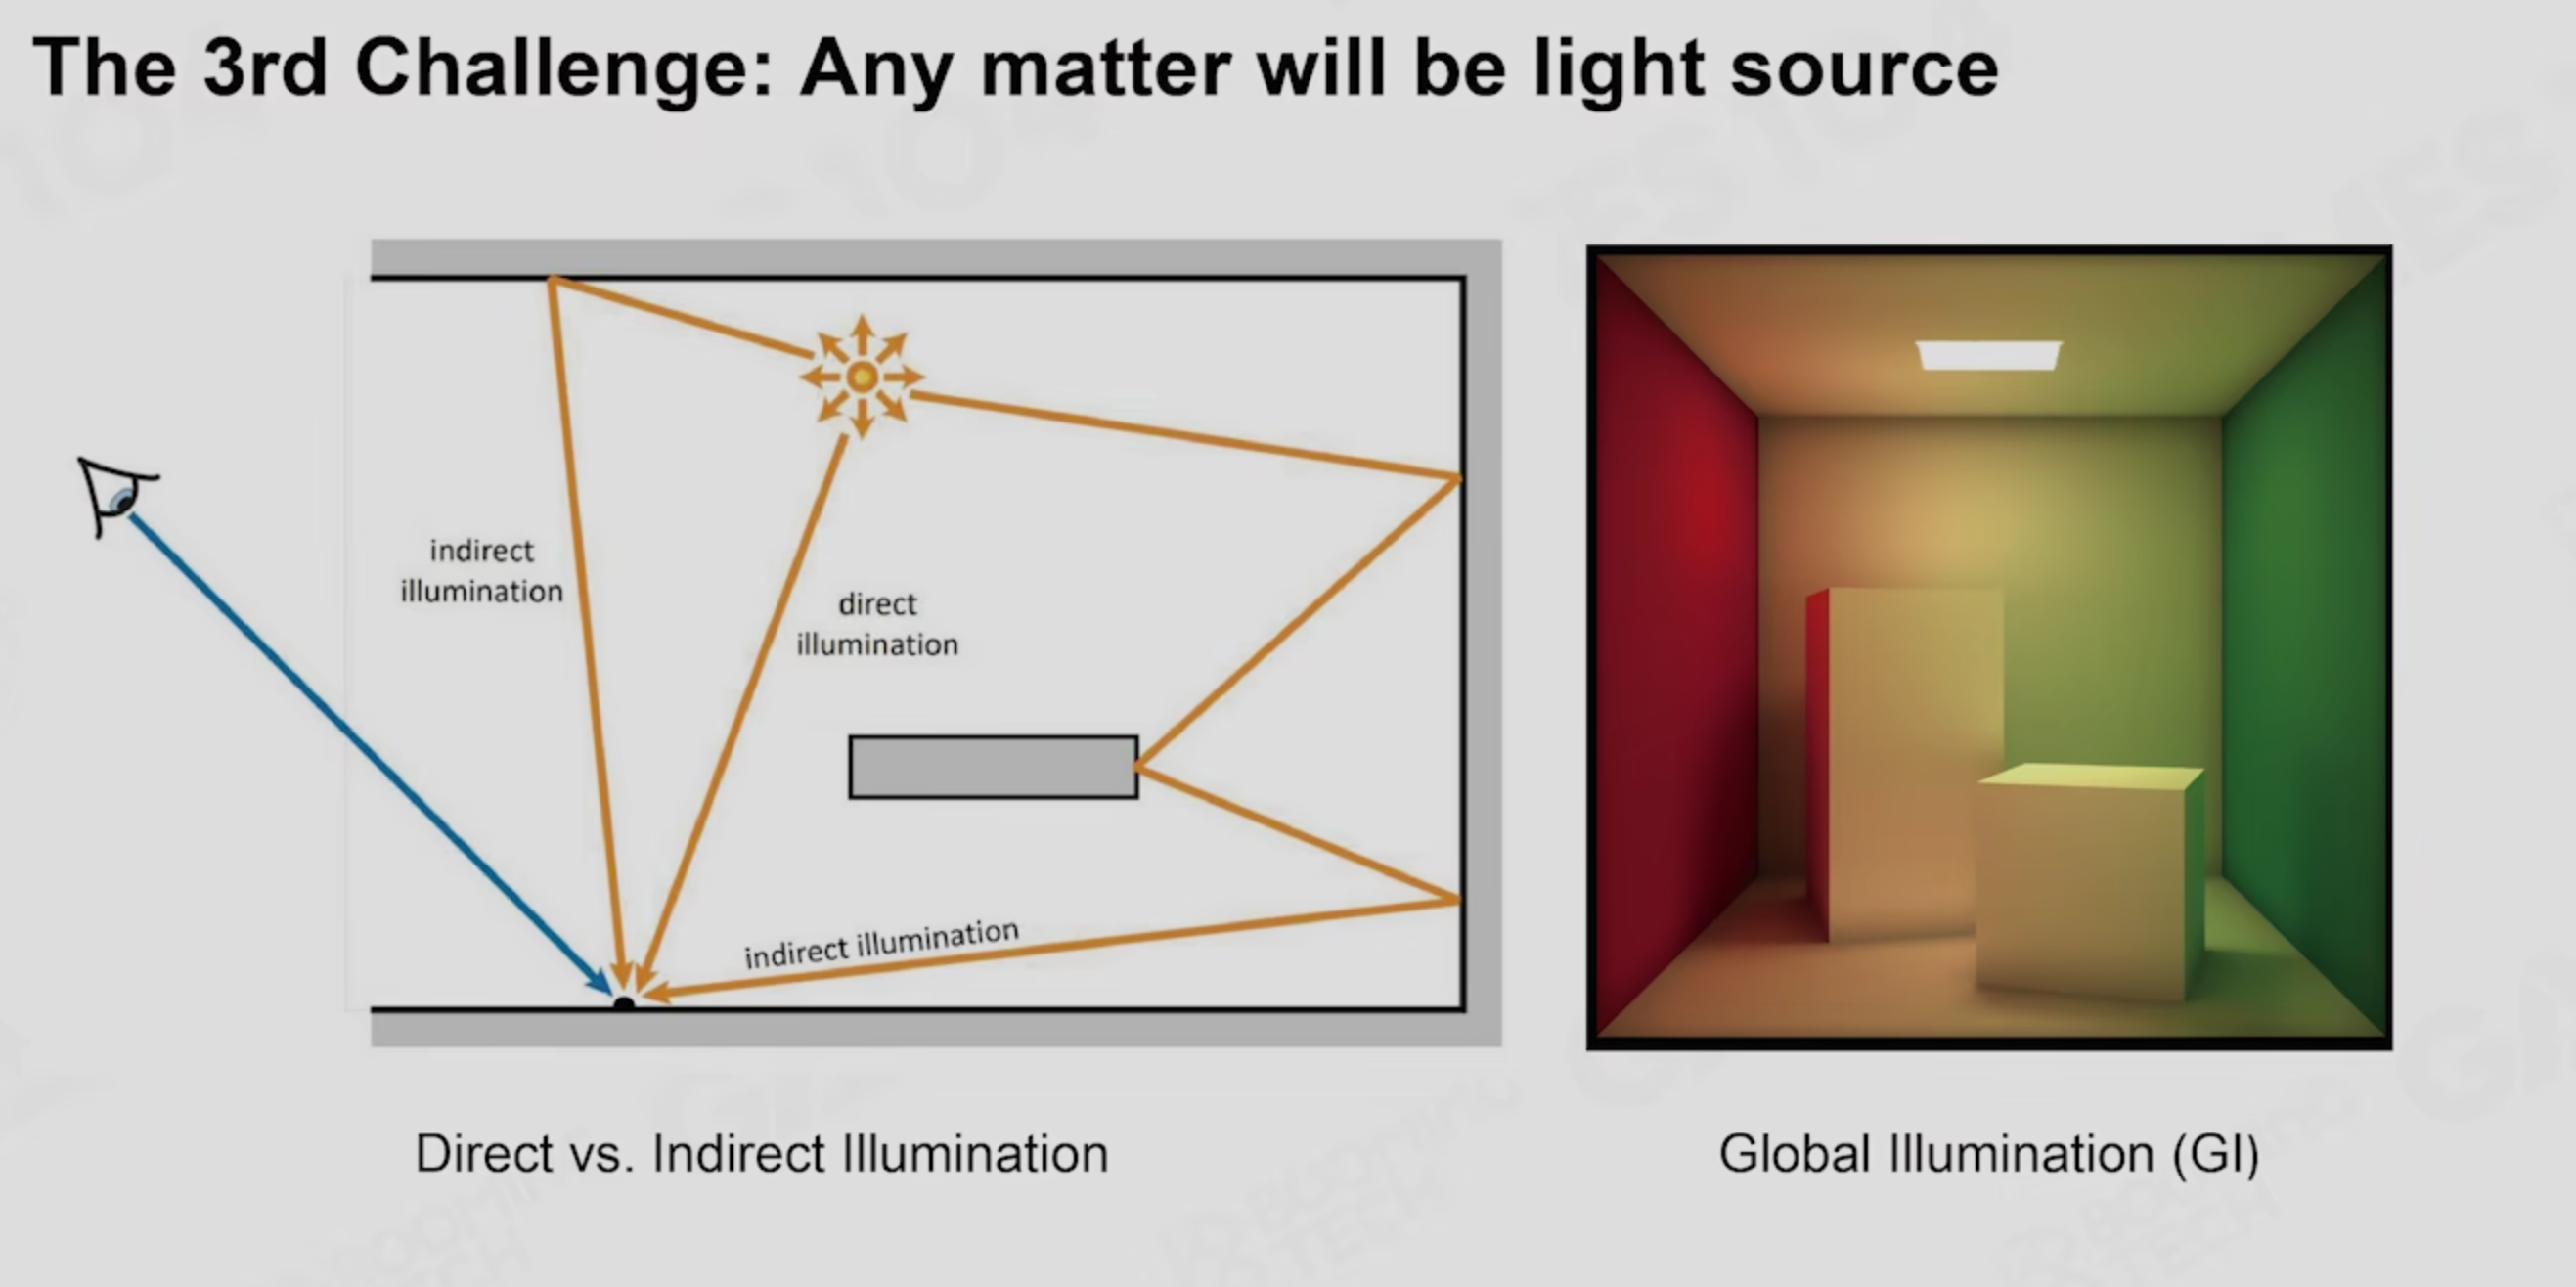 The 3rd Challenge: Any matter will be light source
indirect
illumination
direct
illumination
indirect illumination
Direct vs. Indirect Illumination
Global Illumination (GI)